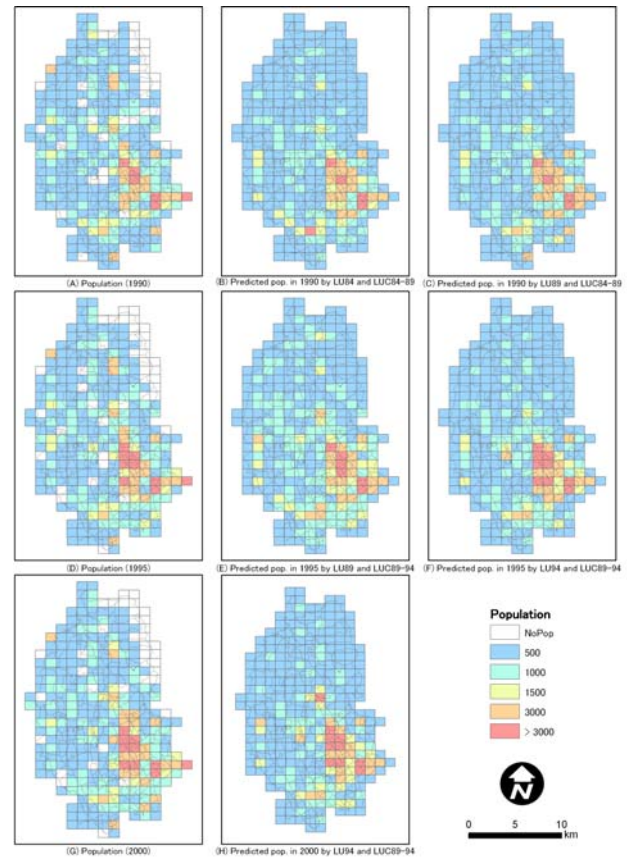 (A) Population (1990)
(B) Predicted pop. in 1990 by LU84 and LUC84-89
(C) Predicted pop. in 1990 by LU89 and LUC84-89
(D) Population (1995)
(E) Predicted pop. in 1995 by LU89 and LUC89-94
(F) Predicted pop. in 1995 by LU94 and LUC89-94
(G) Population (2000)
(H) Predicted pop. in 2000 by LU94 and LUC89-94
Population
NoPop
500
1000
1500
3000
> 3000
N
0 5 10
km